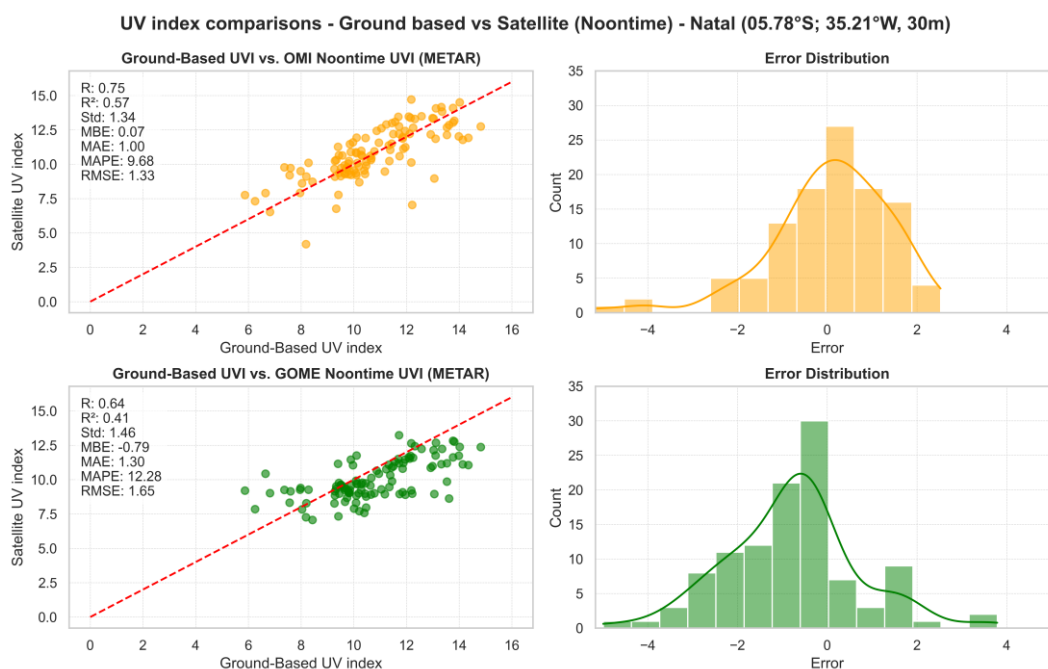 UV index comparisons - Ground based vs Satellite (Noontime) - Natal (05.78°S; 35.21°W, 30m)
Ground-Based UVI vs. OMI Noontime UVI (METAR)
R: 0.75
R²: 0.57
Std: 1.34
MBE: 0.07
MAE: 1.00
MAPE: 9.68
RMSE: 1.33
Satellite UV index
15.0
12.5
10.0
7.5
5.0
2.5
0.0
0 2 4 6 8 10 12 14 16
Ground-Based UV index
Error Distribution
Count
35
30
25
20
15
10
5
0
−4 −2 0 2 4
Error
Ground-Based UVI vs. GOME Noontime UVI (METAR)
R: 0.64
R²: 0.41
Std: 1.46
MBE: -0.79
MAE: 1.30
MAPE: 12.28
RMSE: 1.65
Satellite UV index
15.0
12.5
10.0
7.5
5.0
2.5
0.0
0 2 4 6 8 10 12 14 16
Ground-Based UV index
Error Distribution
Count
35
30
25
20
15
10
5
0
−4 −2 0 2 4
Error